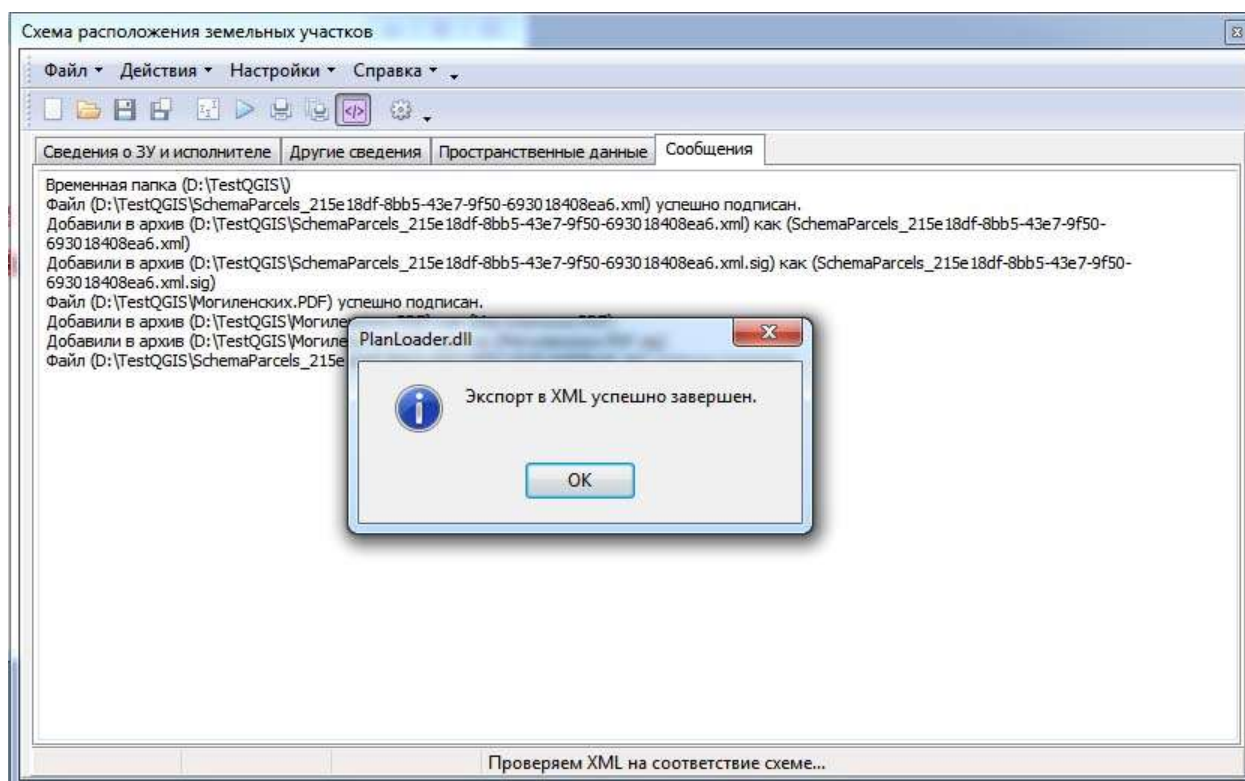 Схема расположения земельных участков
Файл Действия Настройки Справка
Сведения о ЗУ и исполнителе Другие сведения Пространственные данные Сообщения
Временная папка (D:\TestQGIS\)
Файл (D:\TestQGIS\SchemaParcels_215e18df-8bb5-43e7-9f50-693018408ea6.xml) успешно подписан.
Добавили в архив (D:\TestQGIS\SchemaParcels_215e18df-8bb5-43e7-9f50-693018408ea6.xml) как (SchemaParcels_215e18df-8bb5-43e7-9f50-
693018408ea6.xml)
Добавили в архив (D:\TestQGIS\SchemaParcels_215e18df-8bb5-43e7-9f50-693018408ea6.xml.sig) как (SchemaParcels_215e18df-8bb5-43e7-9f50-
693018408ea6.xml.sig)
Файл (D:\TestQGIS\Могиленских.PDF) успешно подписан.
Добавили в архив (D:\TestQGIS\Могиле
Добавили в архив (D:\TestQGIS\Могиле
Файл (D:\TestQGIS\SchemaParcels_215e
PlanLoader.dll
Экспорт в XML успешно завершен.
OK
Проверяем XML на соответствие схеме...